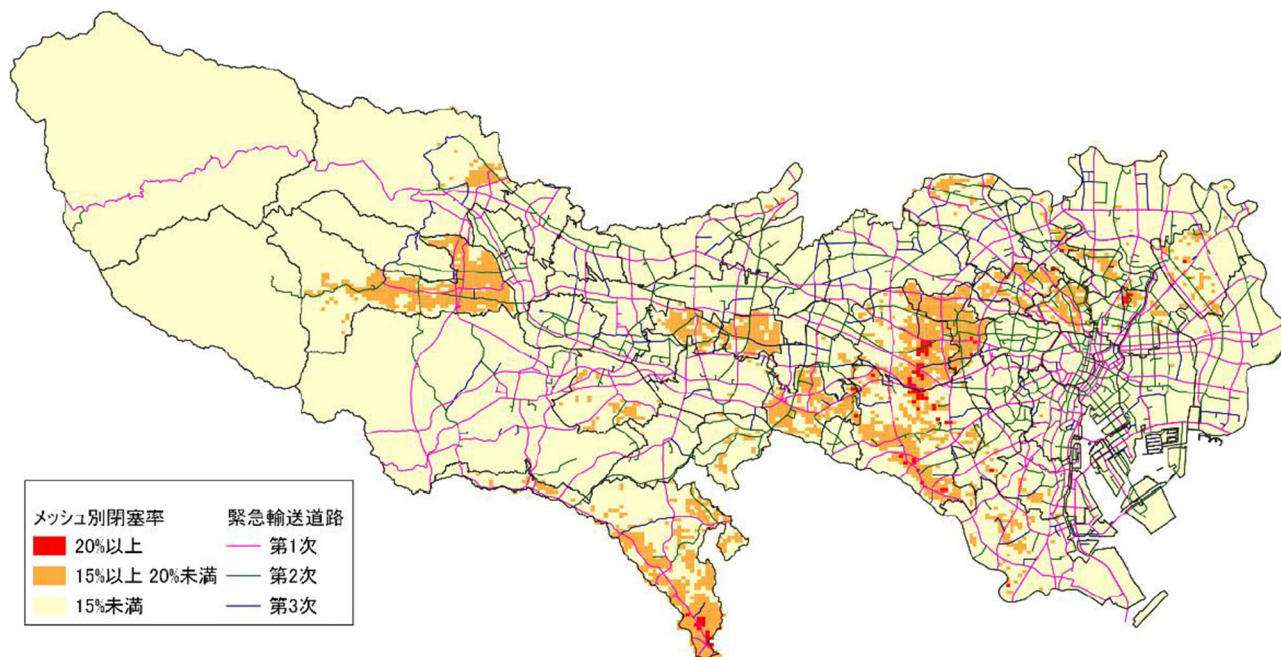 メッシュ別閉塞率
20%以上
15%以上 20%未満
15%未満
緊急輸送道路
第1次
第2次
第3次